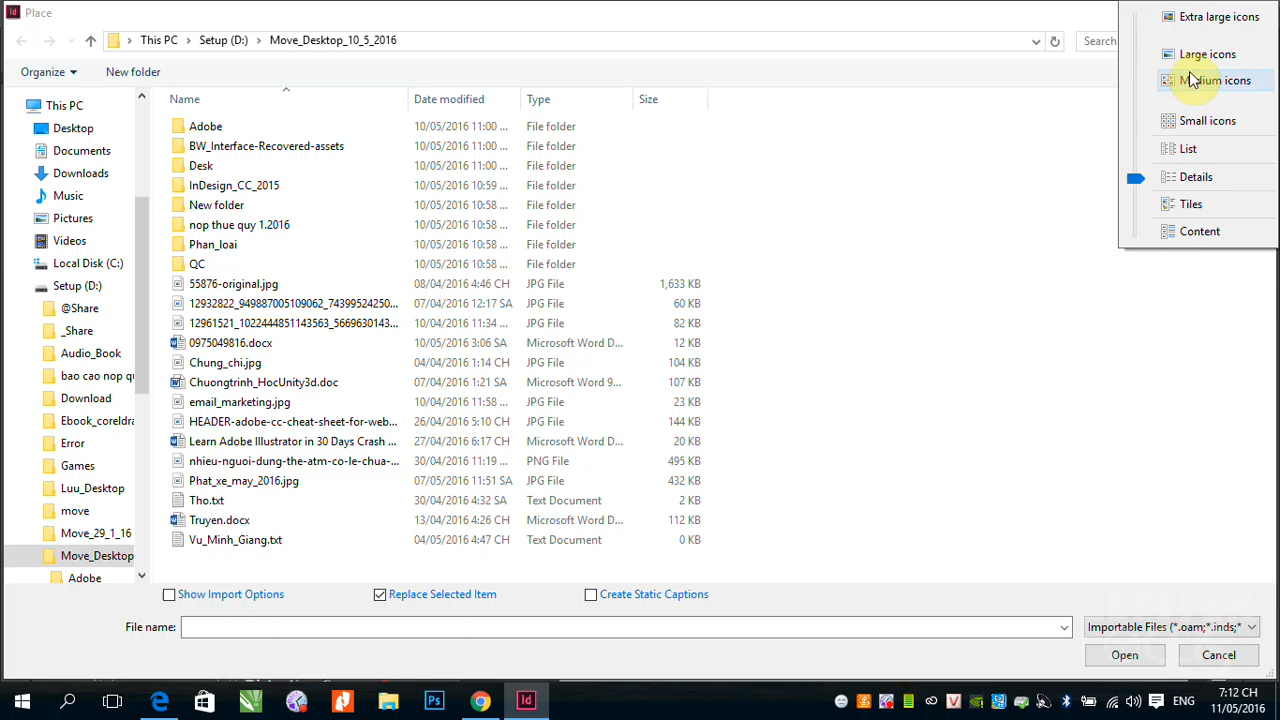 Place
This PC
Setup (D:)
Move_Desktop_10_5_2016
Search
Organize
New folder
This PC
Desktop
Documents
Downloads
Music
Pictures
Videos
Local Disk (C:)
Setup (D:)
@Share
_Share
Audio_Book
bao cao nop qu
Download
Ebook_coreldra
Error
Games
Luu_Desktop
move
Move_29_1_16
Move_Desktop
Adobe
Name Date modified Type Size
Adobe 10/05/2016 11:00 ... File folder
BW_Interface-Recovered-assets 10/05/2016 11:00 ... File folder
Desk 10/05/2016 11:00 ... File folder
InDesign_CC_2015 10/05/2016 10:59 ... File folder
New folder 10/05/2016 10:58 ... File folder
nop thue quy 1.2016 10/05/2016 10:58 ... File folder
Phan_loai 10/05/2016 10:58 ... File folder
QC 10/05/2016 10:58 ... File folder
55876-original.jpg 08/04/2016 4:46 CH JPG File 1,633 KB
12932822_949887005109062_74399524250... 07/04/2016 12:17 SA JPG File 60 KB
12961521_1022444851143563_5669630143... 10/04/2016 11:34 ... JPG File 82 KB
0975049816.docx 10/05/2016 3:06 SA Microsoft Word D... 12 KB
Chung_chi.jpg 04/04/2016 1:14 CH JPG File 104 KB
Chuongtrinh_HocUnity3d.doc 07/04/2016 1:21 SA Microsoft Word 9... 107 KB
email_marketing.jpg 10/04/2016 11:58 ... JPG File 23 KB
HEADER-adobe-cc-cheat-sheet-for-web... 26/04/2016 5:10 CH JPG File 144 KB
Learn Adobe Illustrator in 30 Days Crash ... 27/04/2016 6:17 CH Microsoft Word D... 20 KB
nhieu-nguoi-dung-the-atm-co-le-chua-... 30/04/2016 11:19 ... PNG File 495 KB
Phat_xe_may_2016.jpg 07/05/2016 11:51 SA JPG File 432 KB
Tho.txt 30/04/2016 4:32 SA Text Document 2 KB
Truyen.docx 13/04/2016 4:26 CH Microsoft Word D... 112 KB
Vu_Minh_Giang.txt 04/05/2016 4:47 CH Text Document 0 KB
Extra large icons
Large icons
Medium icons
Small icons
List
Details
Tiles
Content
Show Import Options Replace Selected Item Create Static Captions
File name: Importable Files (*.oam;*.inds;*
Open Cancel
ENG 7:12 CH
11/05/2016